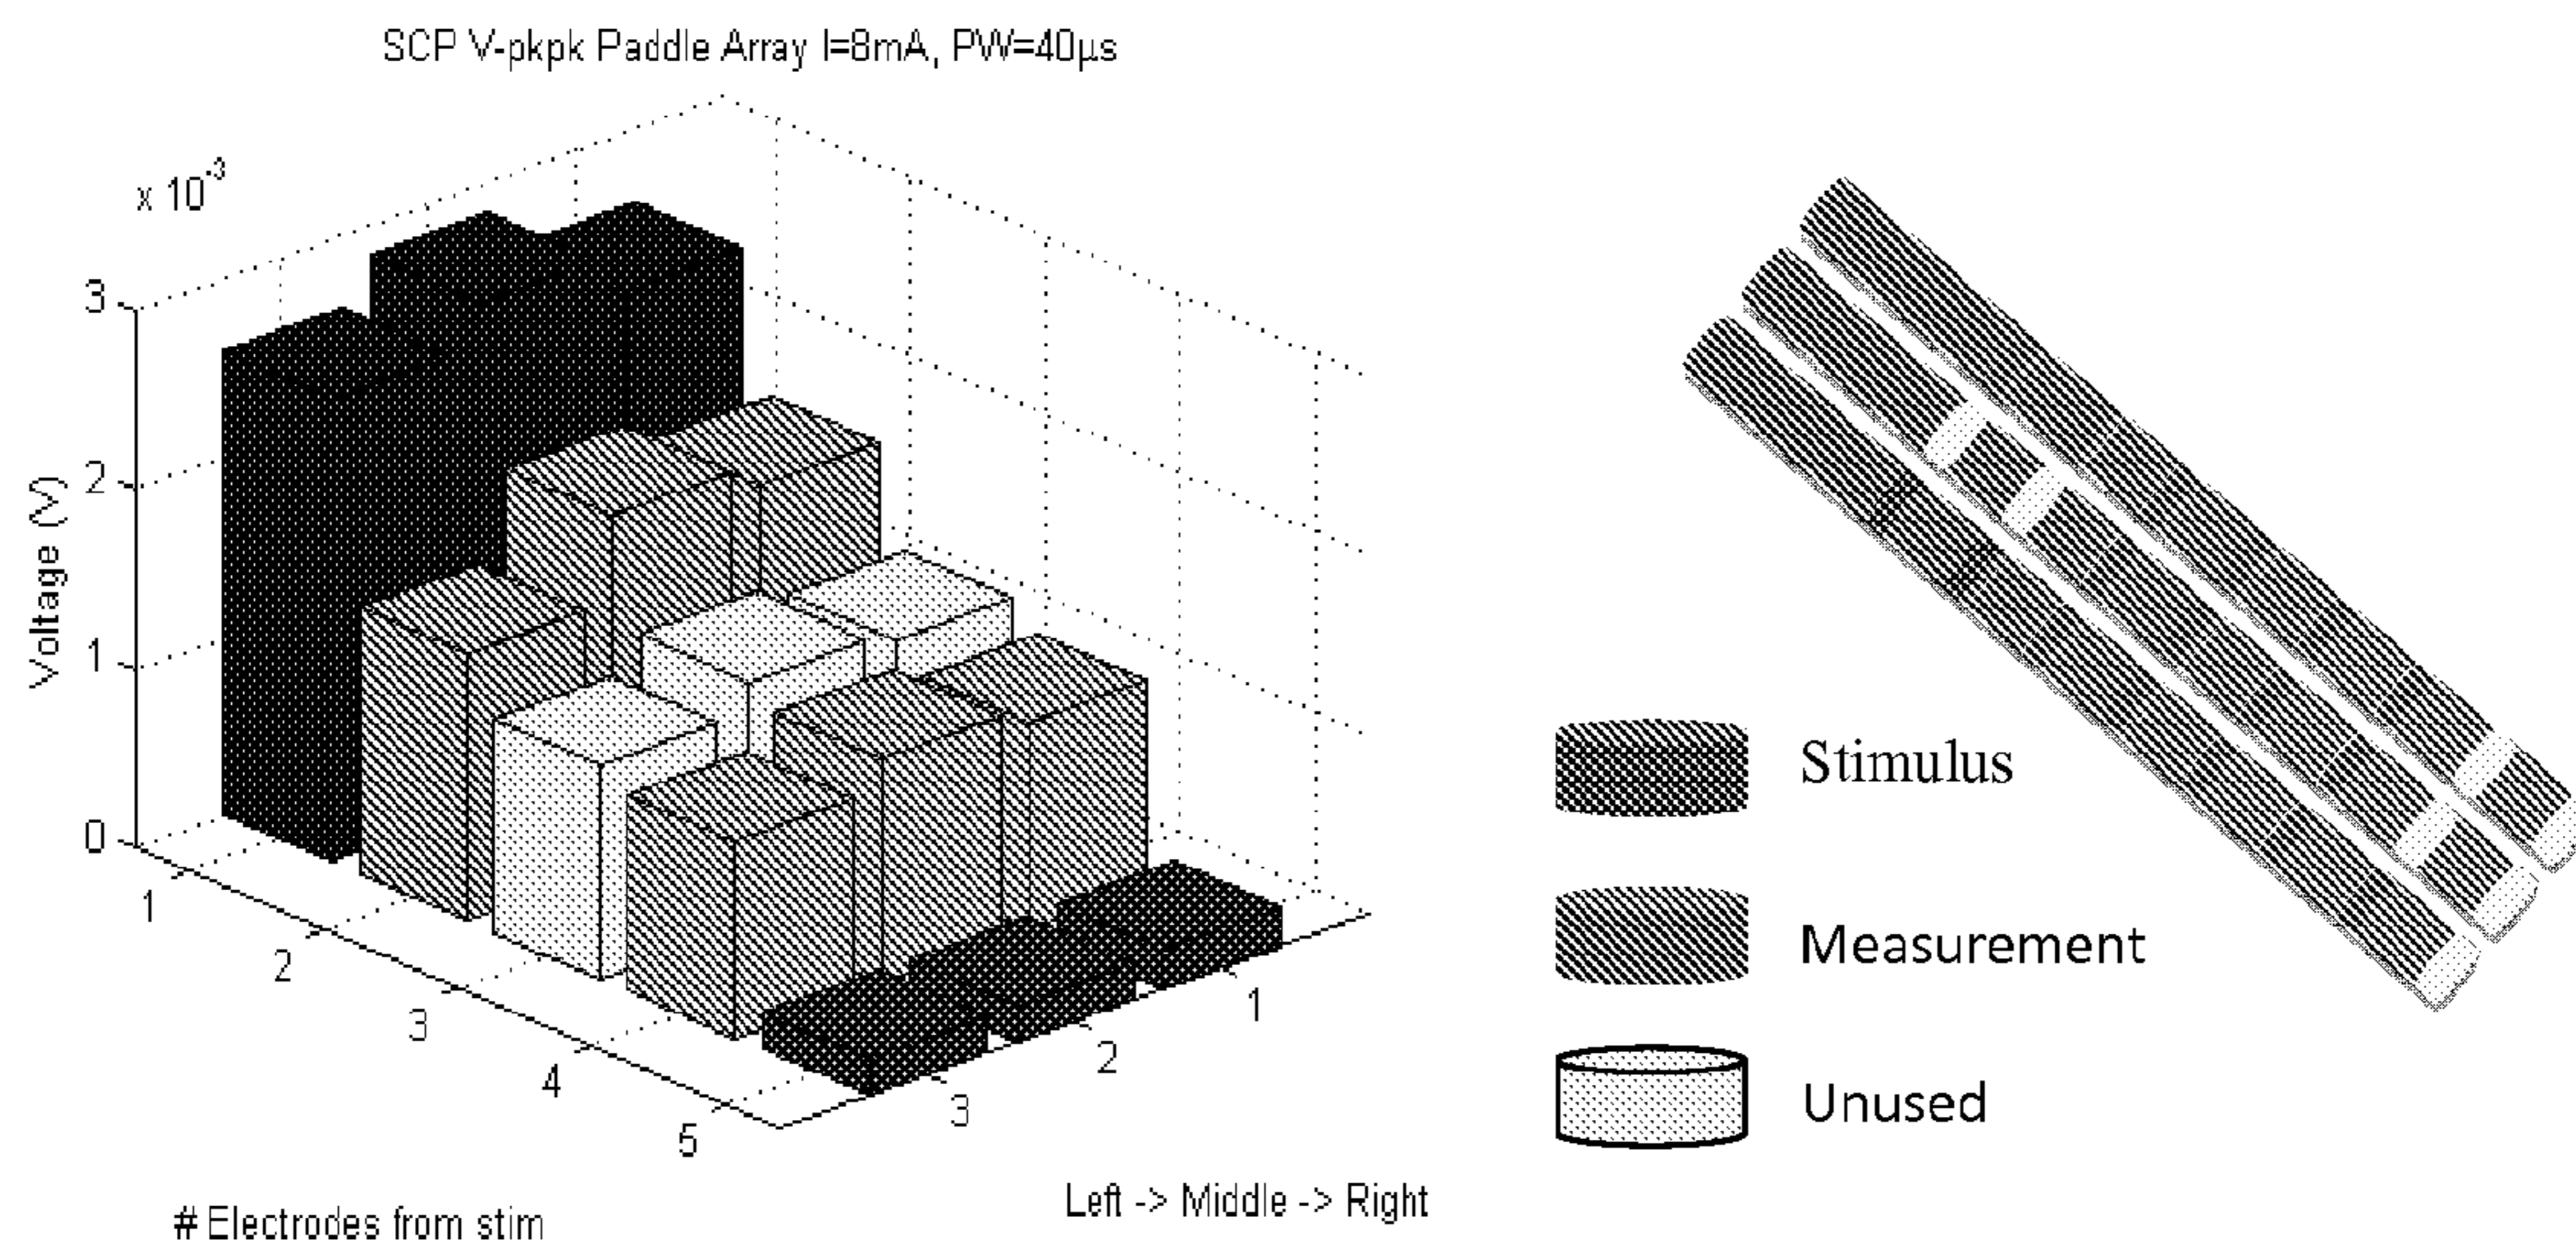 SCP V-pkpk Paddle Array I=8mA, PW=40µs
x 10-3
3
2
1
0
Voltage (V)
1
2
3
4
5
3
2
1
# Electrodes from stim
Left -> Middle -> Right
Stimulus
Measurement
Unused